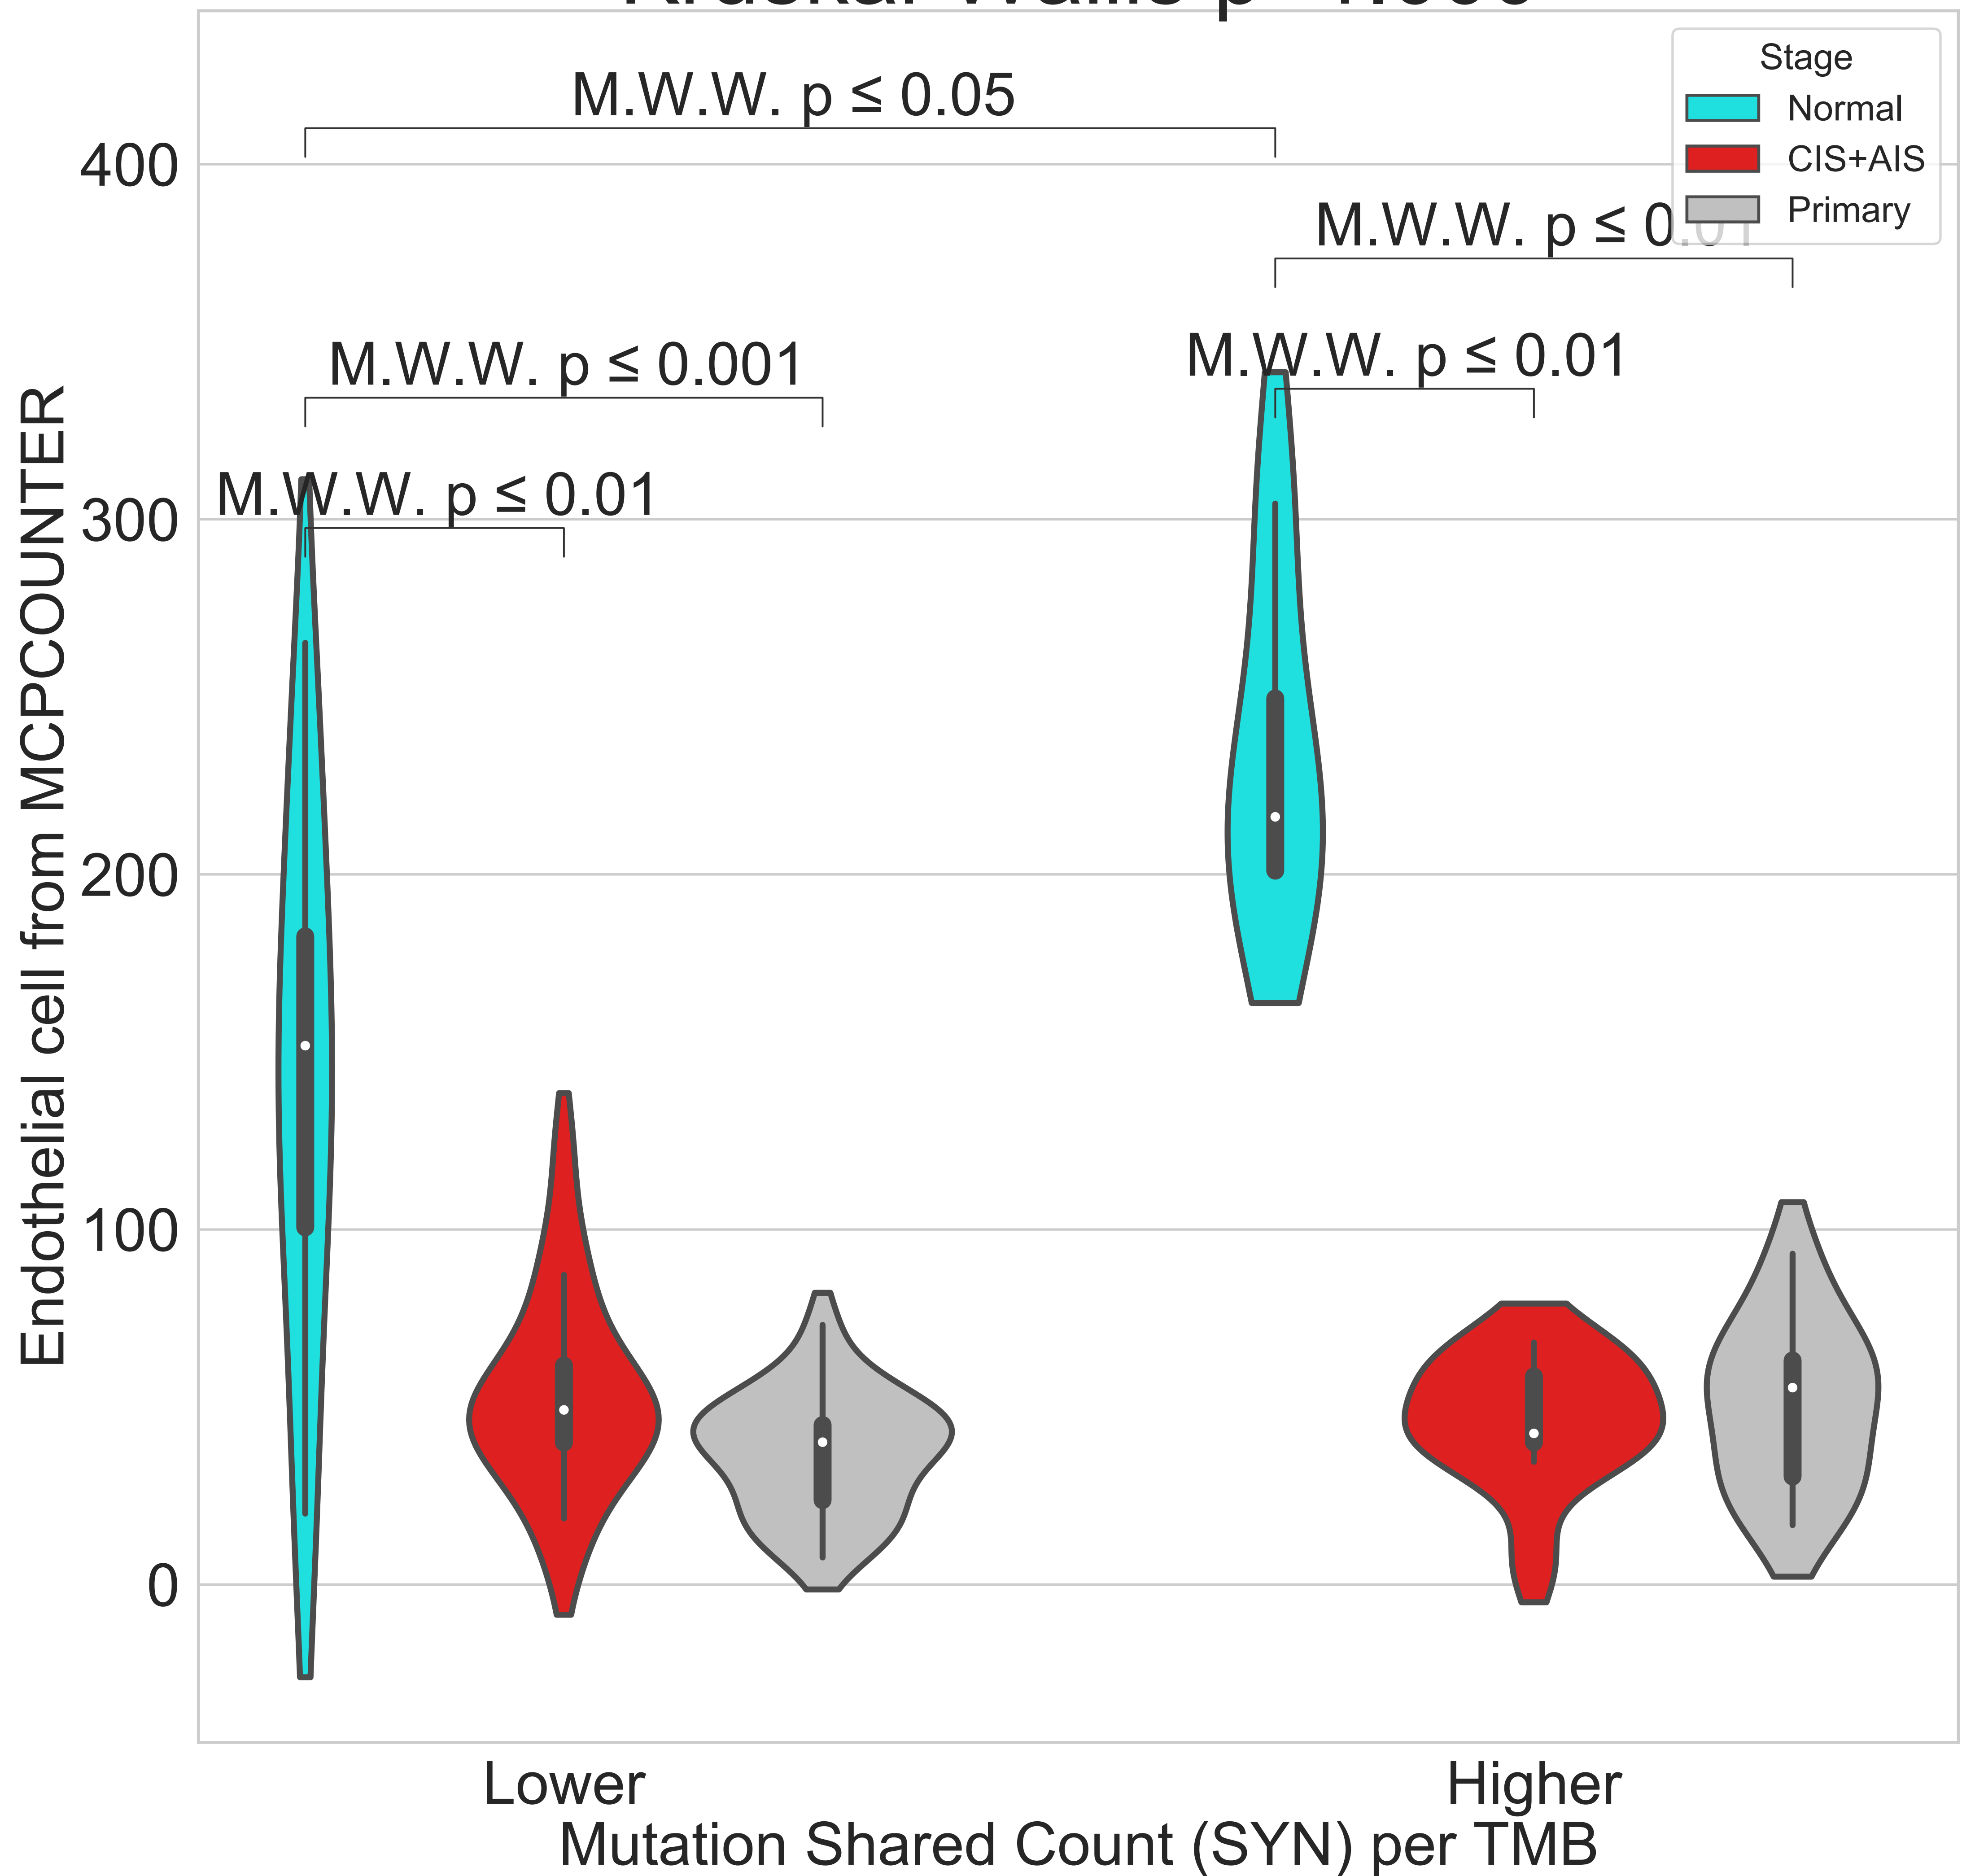 M.W.W. p ≤ 0.05
Stage
Normal
CIS+AIS
Primary
400
M.W.W. p ≤ 0.01
M.W.W. p ≤ 0.001
M.W.W. p ≤ 0.01
M.W.W. p ≤ 0.01
300
200
100
0
Endothelial cell from MCPCOUNTER
Lower
Higher
Mutation Shared Count (SYN) per TMB